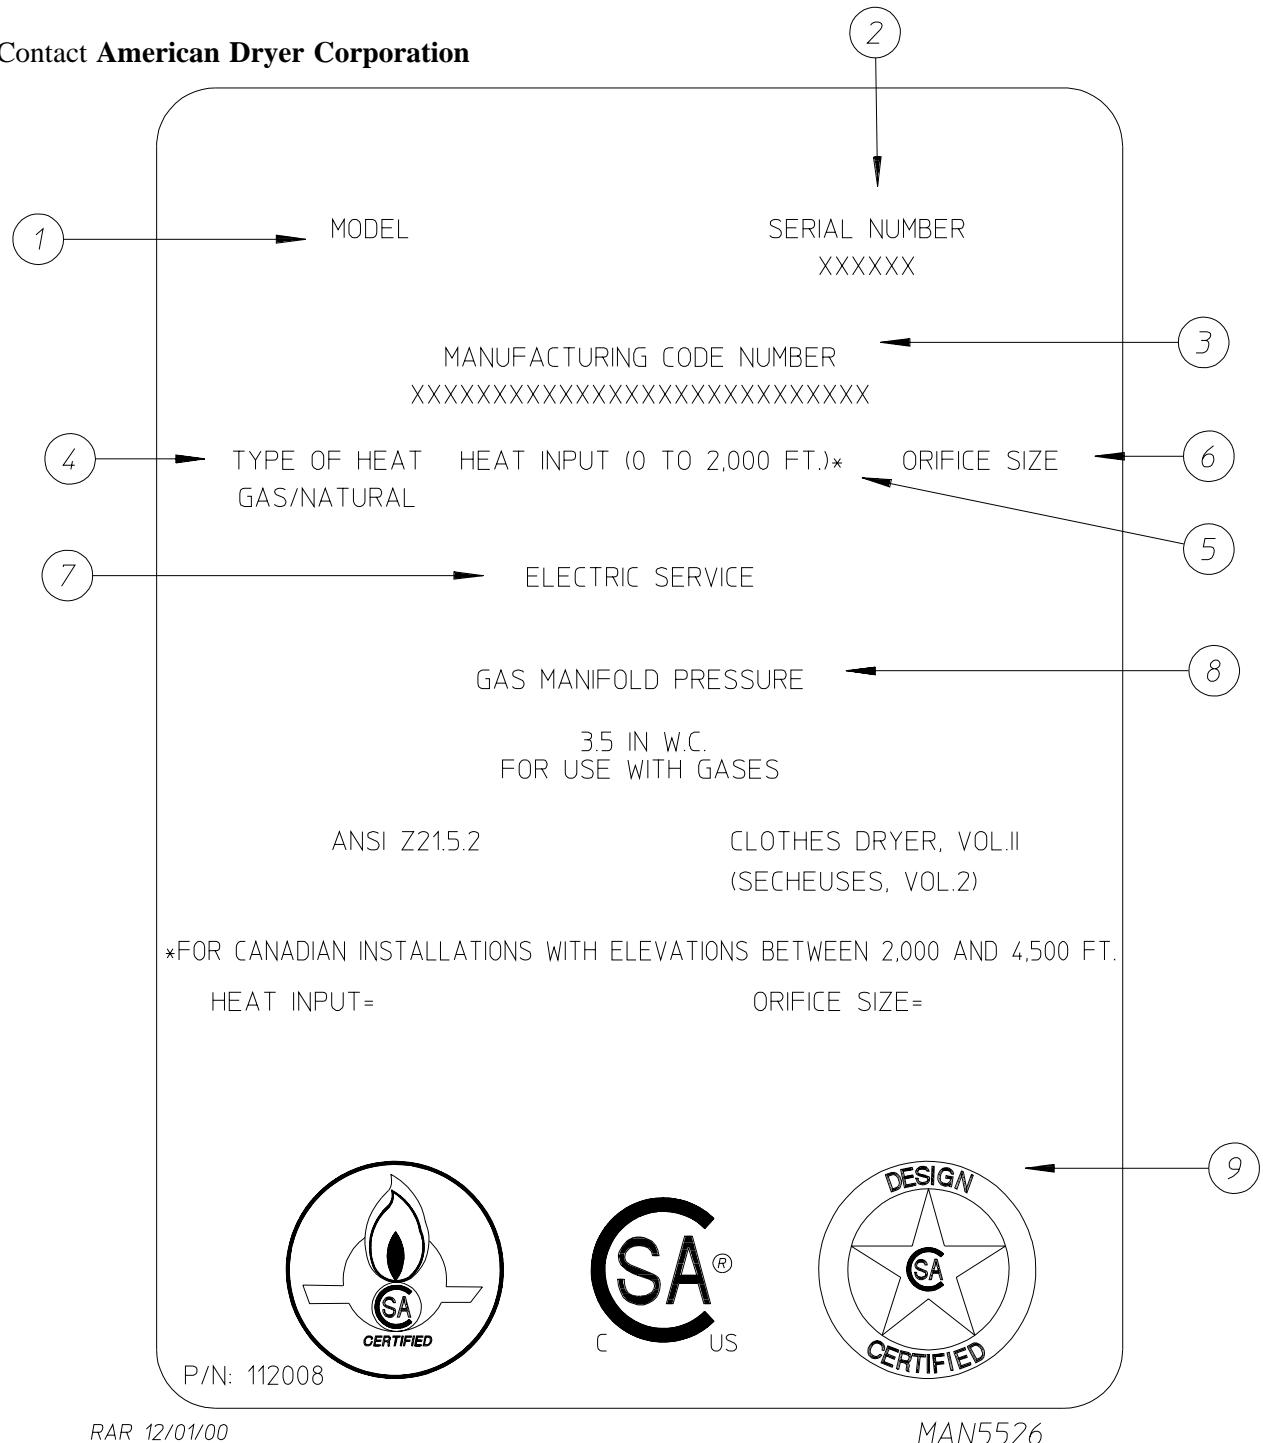 Contact American Dryer Corporation
2
1 MODEL SERIAL NUMBER
XXXXXX
3
MANUFACTURING CODE NUMBER
XXXXXXXXXXXXXXXXXXXXXXXXXXXX
4 TYPE OF HEAT HEAT INPUT (0 TO 2,000 FT.)* ORIFICE SIZE 6
GAS/NATURAL
5
7 ELECTRIC SERVICE
GAS MANIFOLD PRESSURE 8
3.5 IN W.C.
FOR USE WITH GASES
ANSI Z21.5.2 CLOTHES DRYER, VOL.II
(SECHEUSES, VOL.2)
*FOR CANADIAN INSTALLATIONS WITH ELEVATIONS BETWEEN 2,000 AND 4,500 FT.
HEAT INPUT= ORIFICE SIZE=
9
CSA
CERTIFIED
CSA ®
C US
DESIGN
CSA
CERTIFIED
P/N: 112008
RAR 12/01/00 MAN5526